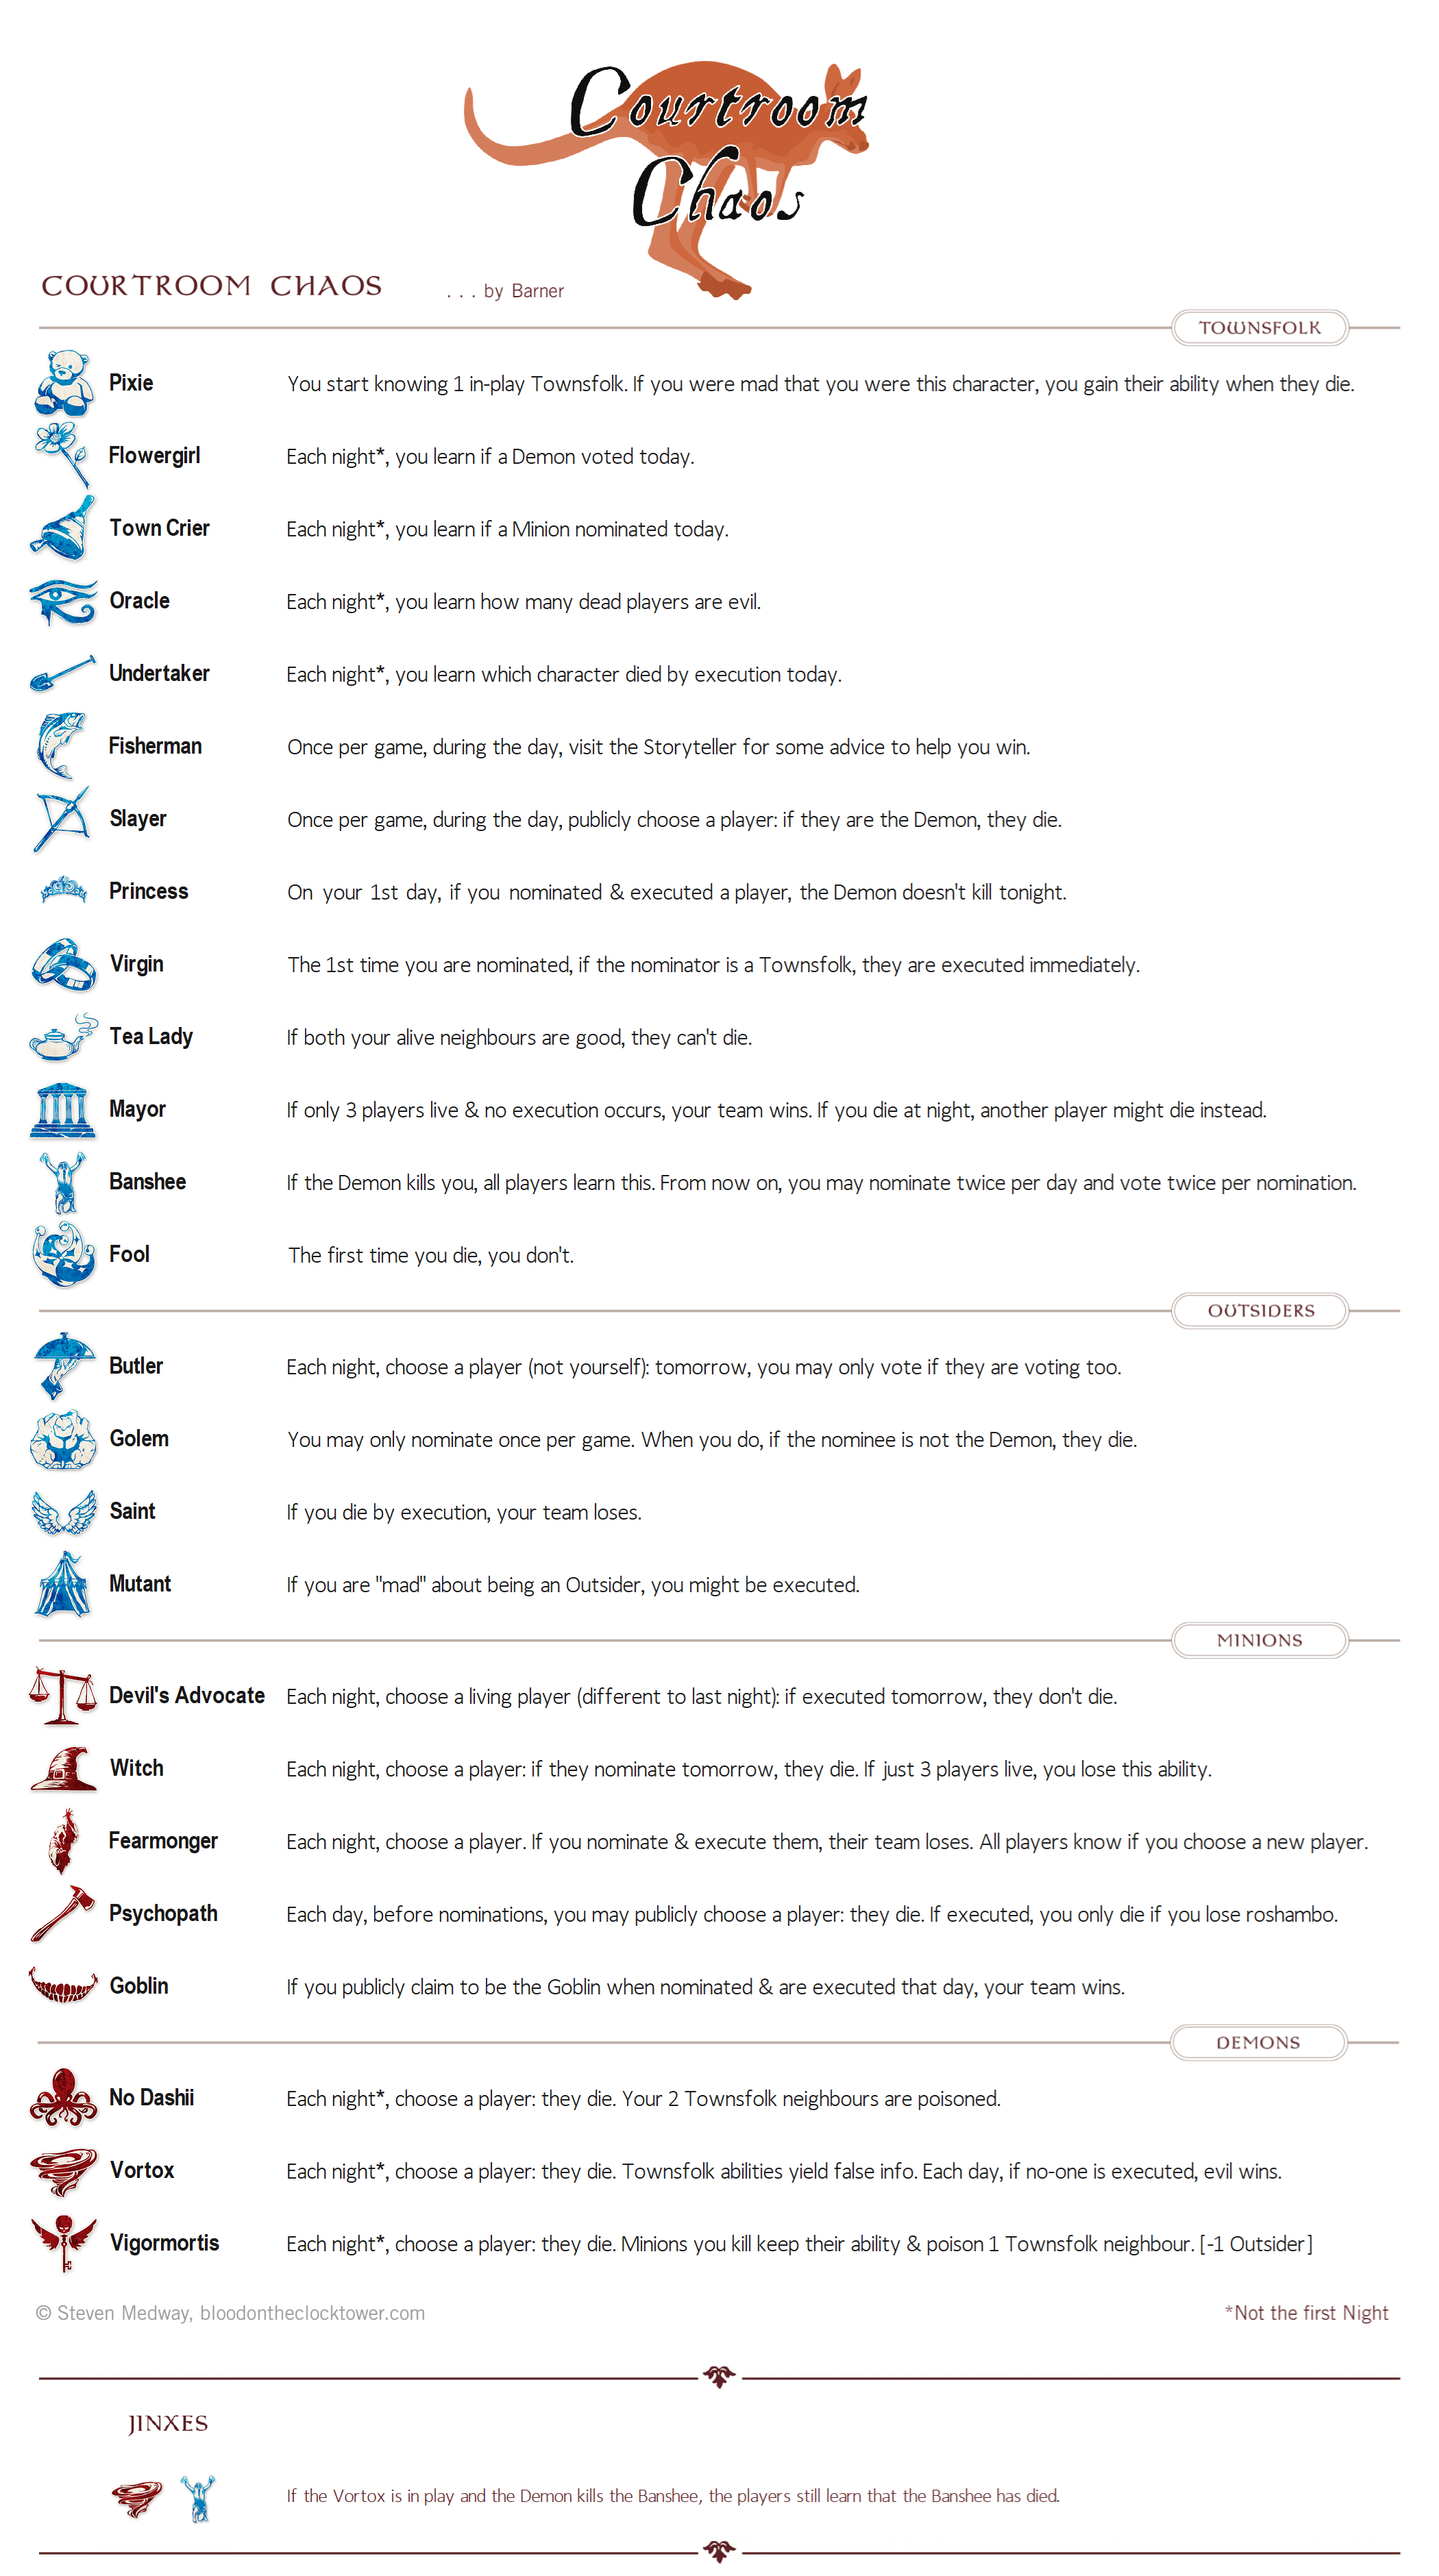 Courtroom
Chaos
COURTROOM CHAOS . . . by Barner
TOWNSFOLK
Pixie You start knowing 1 in-play Townsfolk. If you were mad that you were this character, you gain their ability when they die.
Flowergirl Each night*, you learn if a Demon voted today.
Town Crier Each night*, you learn if a Minion nominated today.
Oracle Each night*, you learn how many dead players are evil.
Undertaker Each night*, you learn which character died by execution today.
Fisherman Once per game, during the day, visit the Storyteller for some advice to help you win.
Slayer Once per game, during the day, publicly choose a player: if they are the Demon, they die.
Princess On your 1st day, if you nominated & executed a player, the Demon doesn't kill tonight.
Virgin The 1st time you are nominated, if the nominator is a Townsfolk, they are executed immediately.
Tea Lady If both your alive neighbours are good, they can't die.
Mayor If only 3 players live & no execution occurs, your team wins. If you die at night, another player might die instead.
Banshee If the Demon kills you, all players learn this. From now on, you may nominate twice per day and vote twice per nomination.
Fool The first time you die, you don't.
OUTSIDERS
Butler Each night, choose a player (not yourself): tomorrow, you may only vote if they are voting too.
Golem You may only nominate once per game. When you do, if the nominee is not the Demon, they die.
Saint If you die by execution, your team loses.
Mutant If you are "mad" about being an Outsider, you might be executed.
MINIONS
Devil's Advocate Each night, choose a living player (different to last night): if executed tomorrow, they don't die.
Witch Each night, choose a player: if they nominate tomorrow, they die. If just 3 players live, you lose this ability.
Fearmonger Each night, choose a player. If you nominate & execute them, their team loses. All players know if you choose a new player.
Psychopath Each day, before nominations, you may publicly choose a player: they die. If executed, you only die if you lose roshambo.
Goblin If you publicly claim to be the Goblin when nominated & are executed that day, your team wins.
DEMONS
No Dashii Each night*, choose a player: they die. Your 2 Townsfolk neighbours are poisoned.
Vortox Each night*, choose a player: they die. Townsfolk abilities yield false info. Each day, if no-one is executed, evil wins.
Vigormortis Each night*, choose a player: they die. Minions you kill keep their ability & poison 1 Townsfolk neighbour. [-1 Outsider]
© Steven Medway, bloodontheclocktower.com *Not the first Night
JINXES
If the Vortox is in play and the Demon kills the Banshee, the players still learn that the Banshee has died.